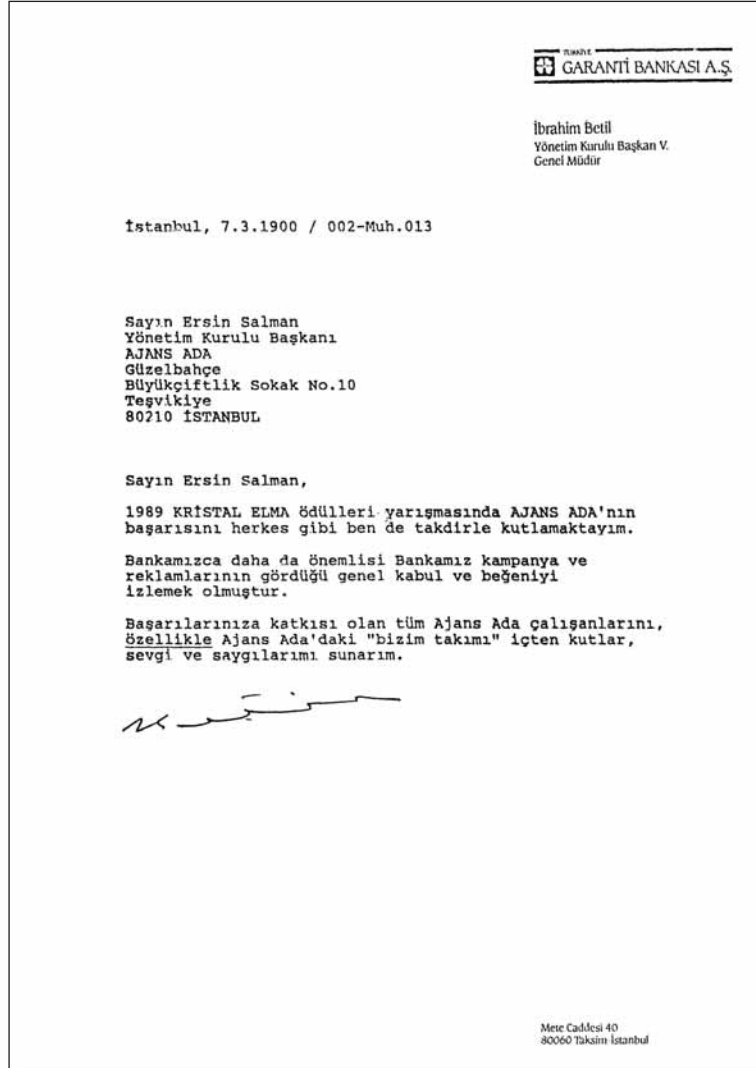 TÜRKİYE
GARANTİ BANKASI A.Ş.
İbrahim Betil
Yönetim Kurulu Başkan V.
Genel Müdür
İstanbul, 7.3.1900 / 002-Muh.013
Sayın Ersin Salman
Yönetim Kurulu Başkanı
AJANS ADA
Güzelbahçe
Büyükçiftlik Sokak No.10
Teşvikiye
80210 İSTANBUL
Sayın Ersin Salman,
1989 KRİSTAL ELMA ödülleri yarışmasında AJANS ADA'nın
başarısını herkes gibi ben de takdirle kutlamaktayım.
Bankamızca daha da önemlisi Bankamız kampanya ve
reklamlarının gördüğü genel kabul ve beğeniyi
izlemek olmuştur.
Başarılarınıza katkısı olan tüm Ajans Ada çalışanlarını,
özellikle Ajans Ada'daki "bizim takımı" içten kutlar,
sevgi ve saygılarımı sunarım.
Mete Caddesi 40
80060 Taksim-İstanbul